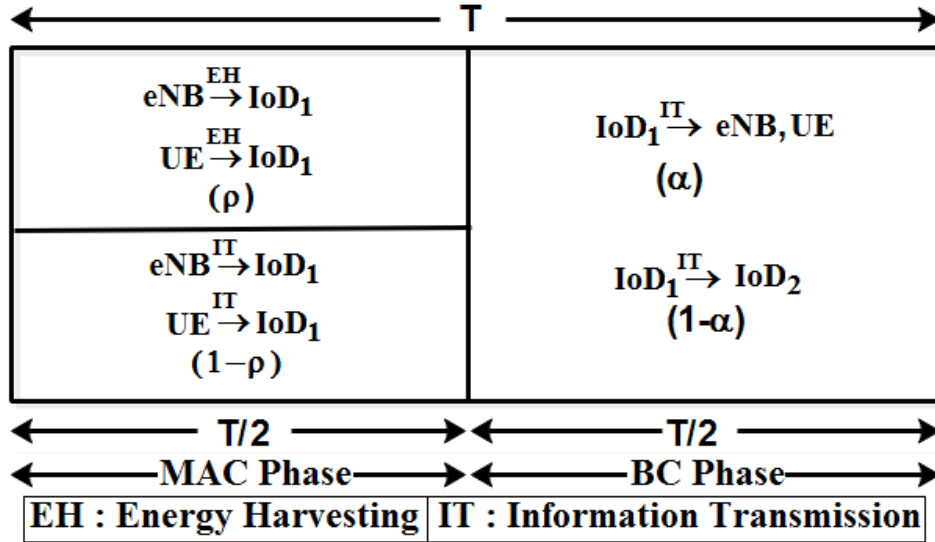 T
eNB EH→ IoD₁
UE EH→ IoD₁
(ρ)
eNB IT→ IoD₁
UE IT→ IoD₁
(1−ρ)
IoD₁ IT→ eNB, UE
(α)
IoD₁ IT→ IoD₂
(1-α)
T/2 T/2
MAC Phase BC Phase
EH : Energy Harvesting IT : Information Transmission